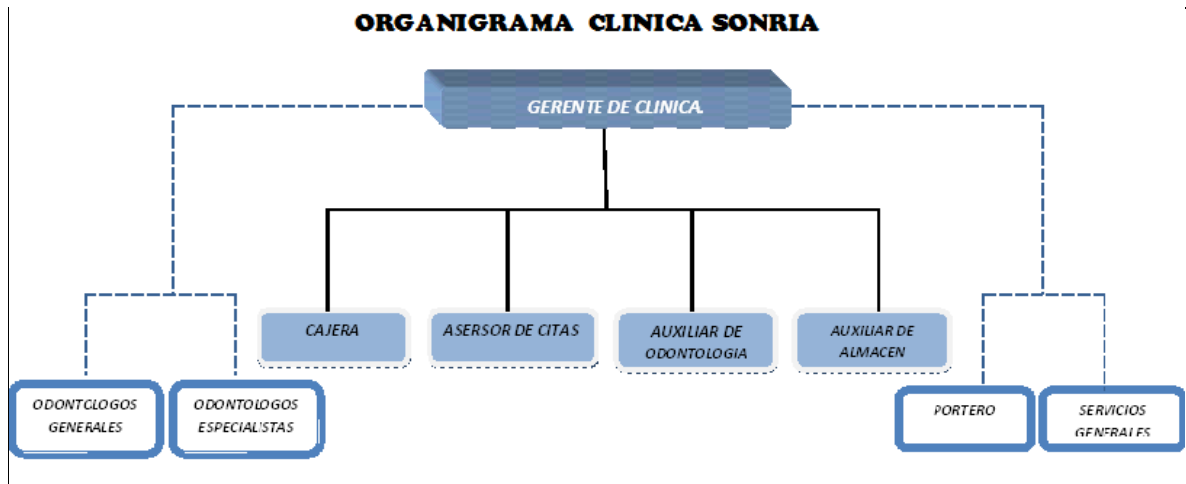 ORGANIGRAMA CLINICA SONRIA
GERENTE DE CLINICA.
CAJERA
ASERSOR DE CITAS
AUXILIAR DE
ODONTOLOGIA
AUXILIAR DE
ALMACEN
ODONTOLOGOS
GENERALES
ODONTOLOGOS
ESPECIALISTAS
PORTERO
SERVICIOS
GENERALES